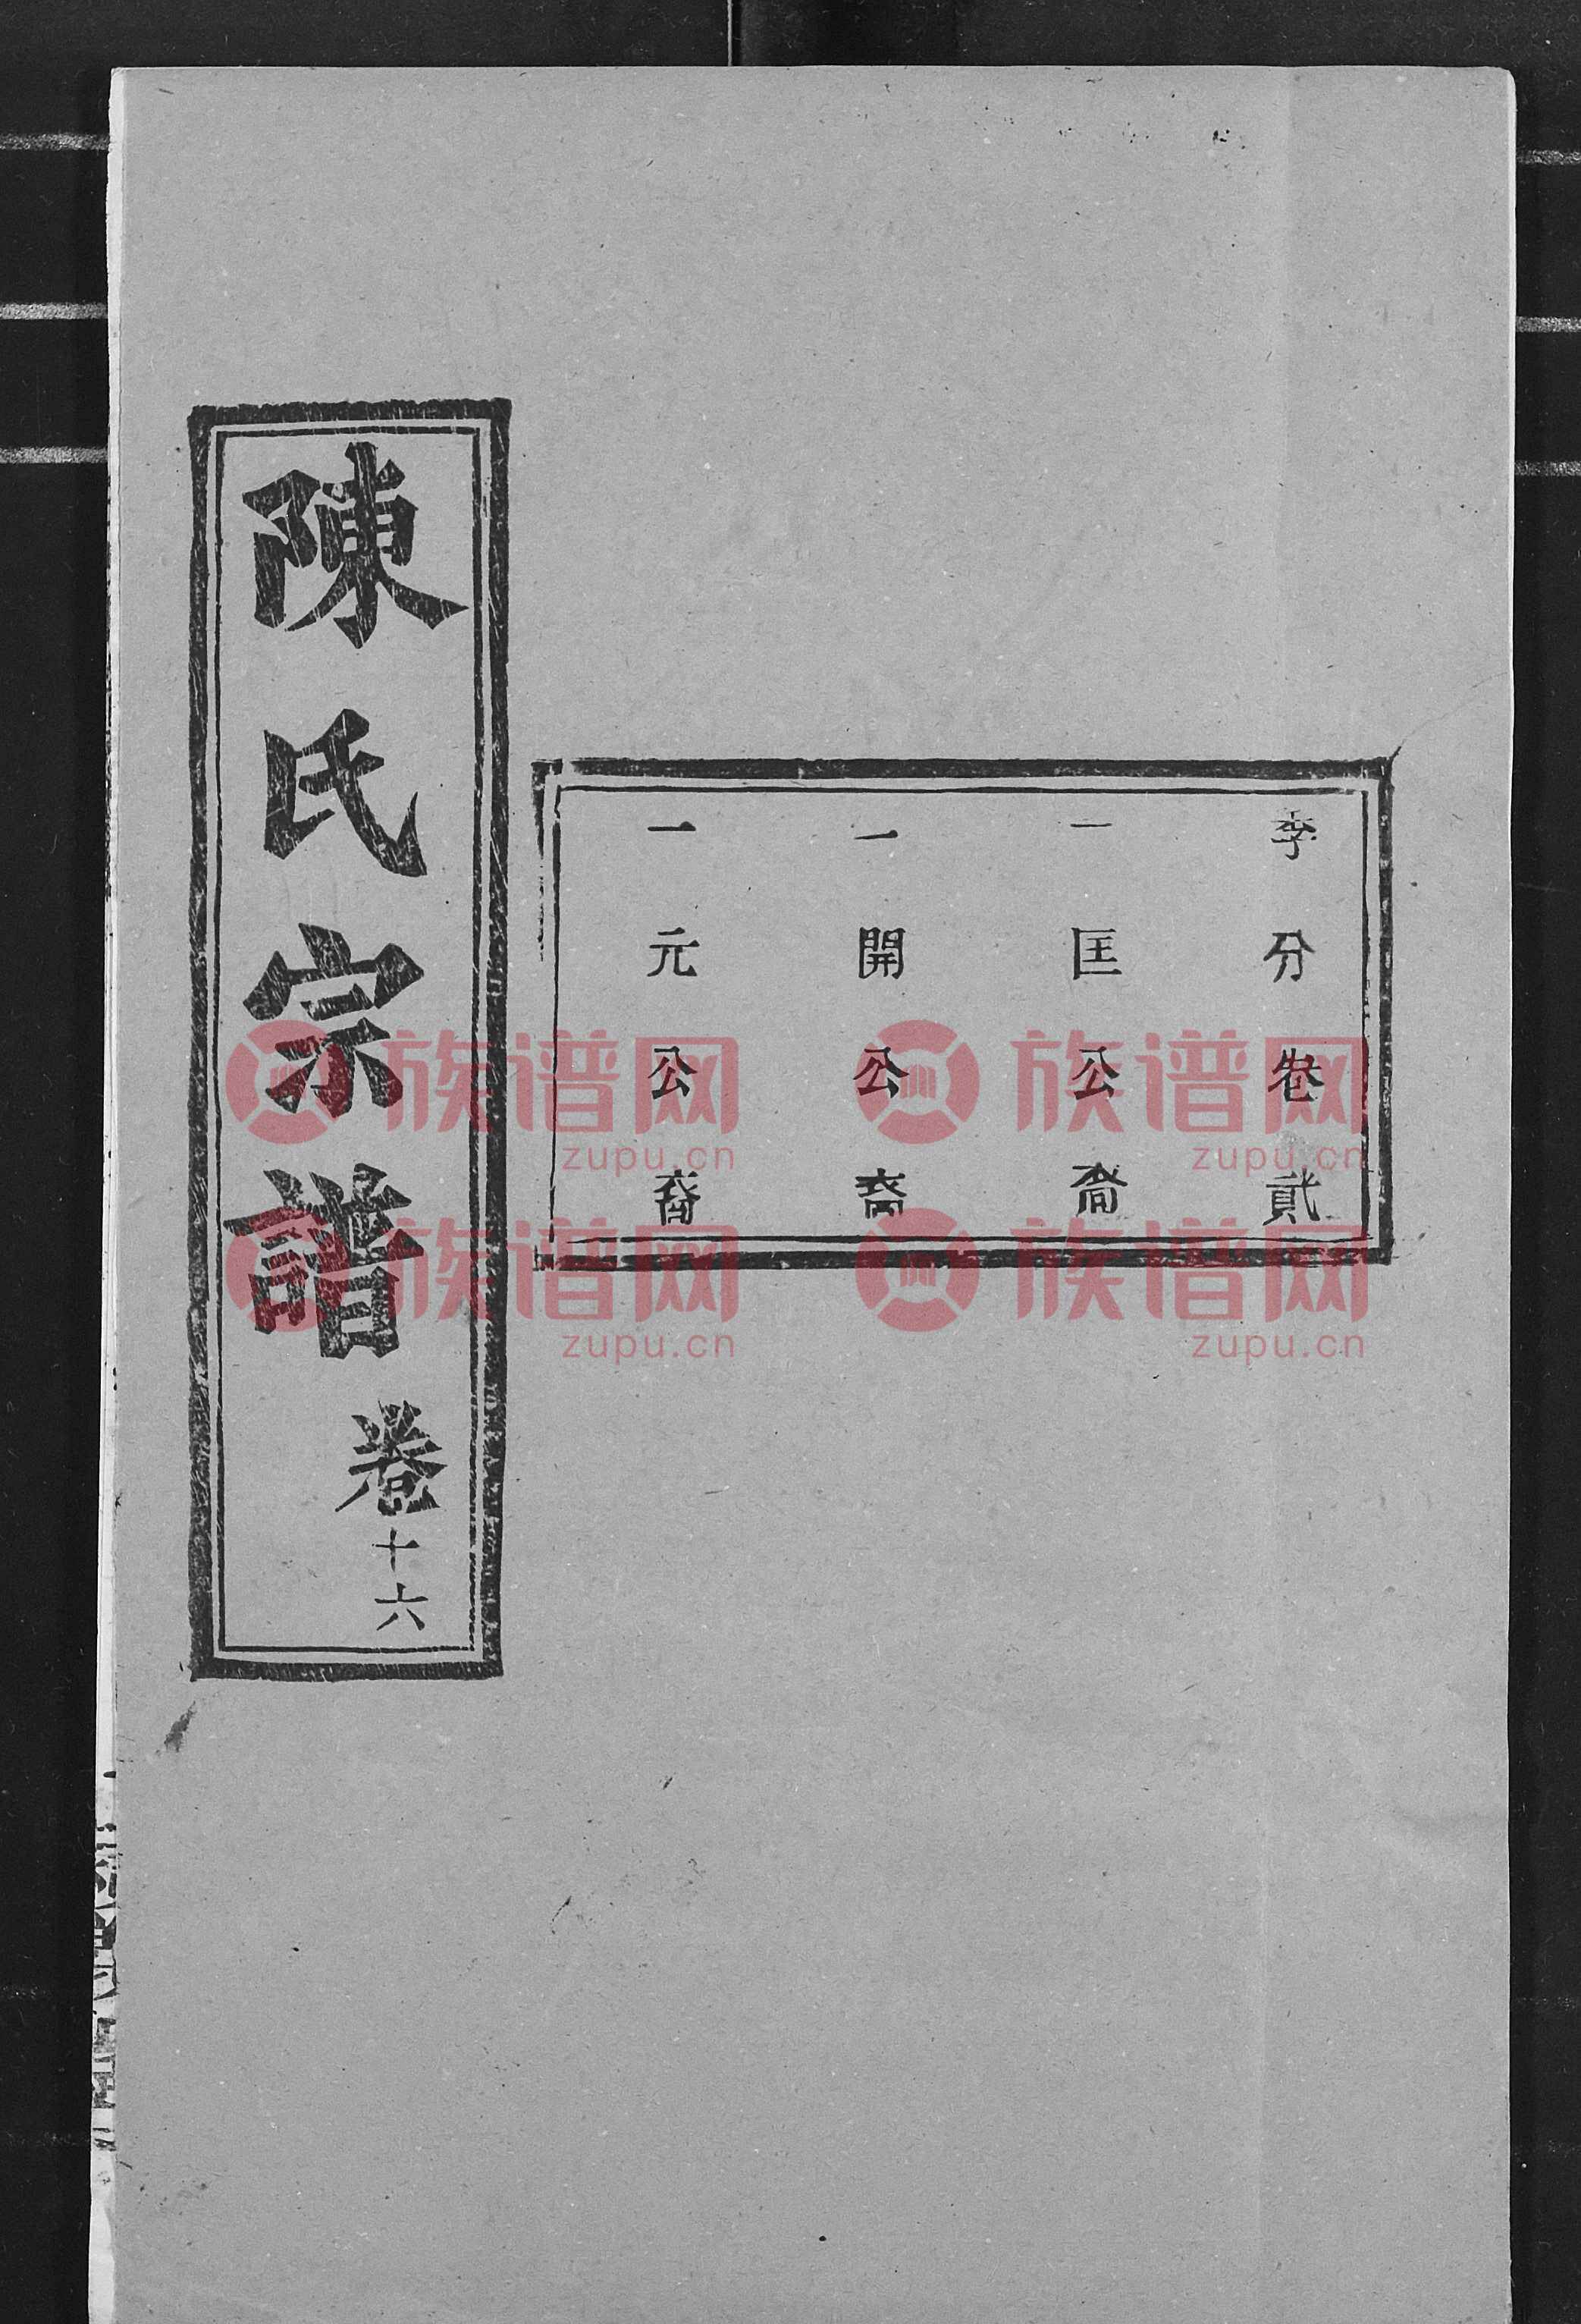 季分卷貳
一匡公裔
一開公裔
一元公裔
陳氏宗譜
卷十六
族谱网
zupu.cn
族谱网
zupu.cn
族谱网
zupu.cn
族谱网
zupu.cn